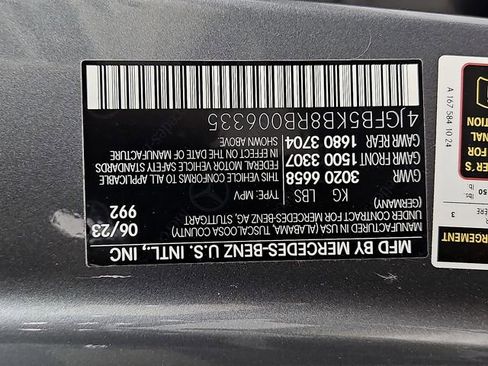 MFD BY MERCEDES-BENZ U.S. INTL., INC
MANUFACTURED IN USA (ALABAMA, TUSCALOOSA COUNTY)
UNDER CONTRACT FOR MERCEDES-BENZ AG, STUTTGART
(GERMANY)
06/23
992
TYPE: MPV
KG LBS
GVWR 3020 6658
GAWR FRONT 1500 3307
GAWR REAR 1680 3704
THIS VEHICLE CONFORMS TO ALL APPLICABLE
FEDERAL MOTOR VEHICLE SAFETY STANDARDS
IN EFFECT ON THE DATE OF MANUFACTURE
SHOWN ABOVE
4JGFB5KB8RB006335
A 167 584 10 24
3